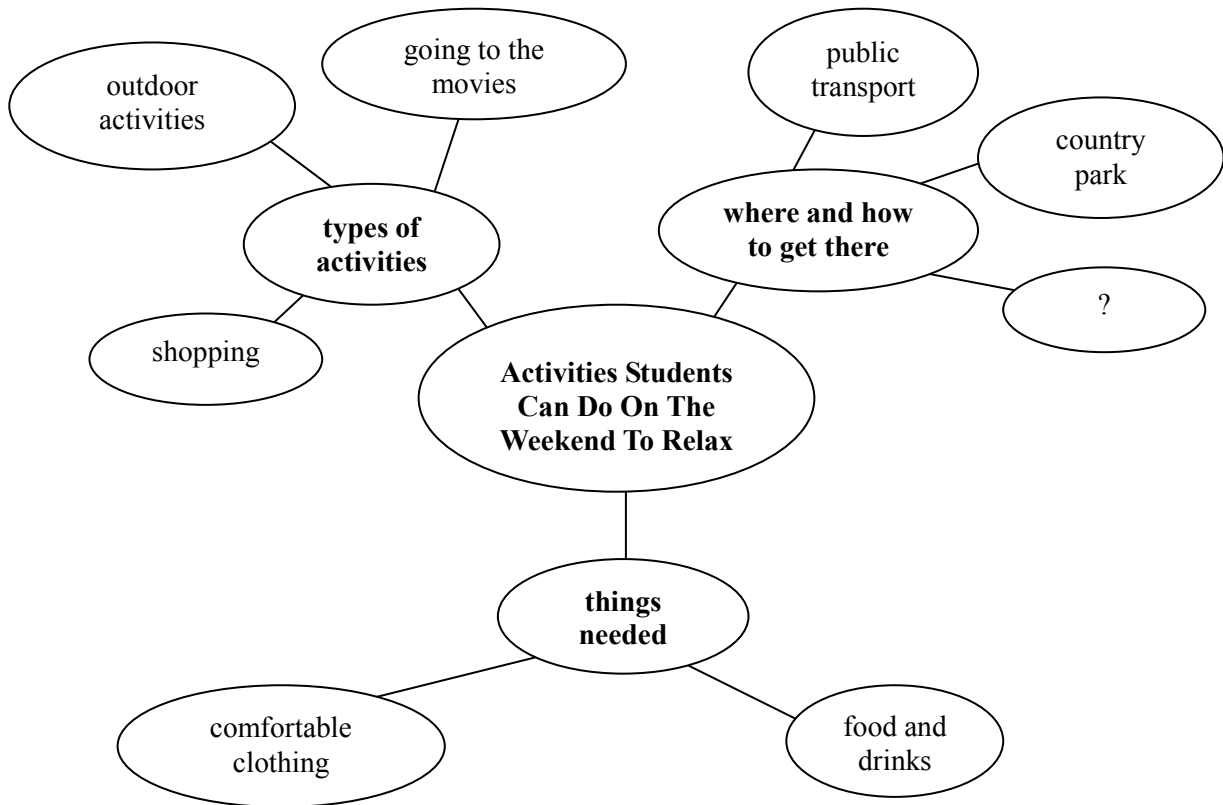 outdoor
activities
going to the
movies
types of
activities
shopping
public
transport
country
park
where and how
to get there
?
Activities Students
Can Do On The
Weekend To Relax
things
needed
comfortable
clothing
food and
drinks